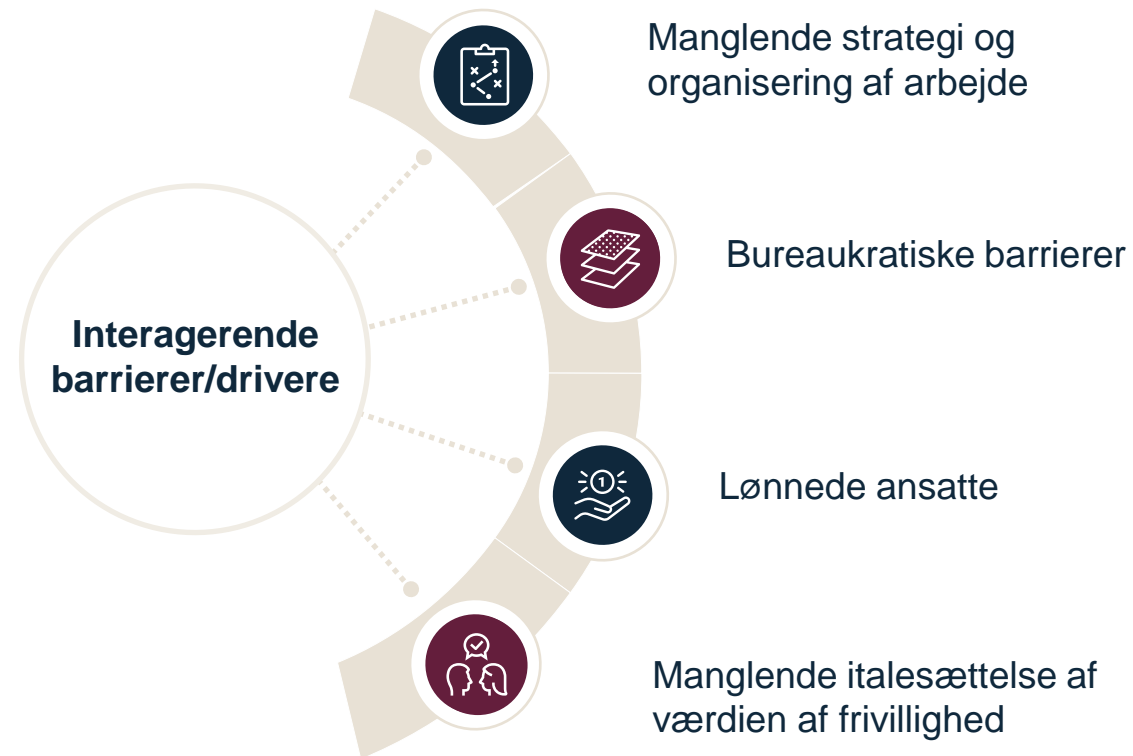 Manglende strategi og
organisering af arbejde
Bureaukratiske barrierer
Interagerende
barrierer/drivere
1
Lønnede ansatte
Manglende italesættelse af
værdien af frivillighed